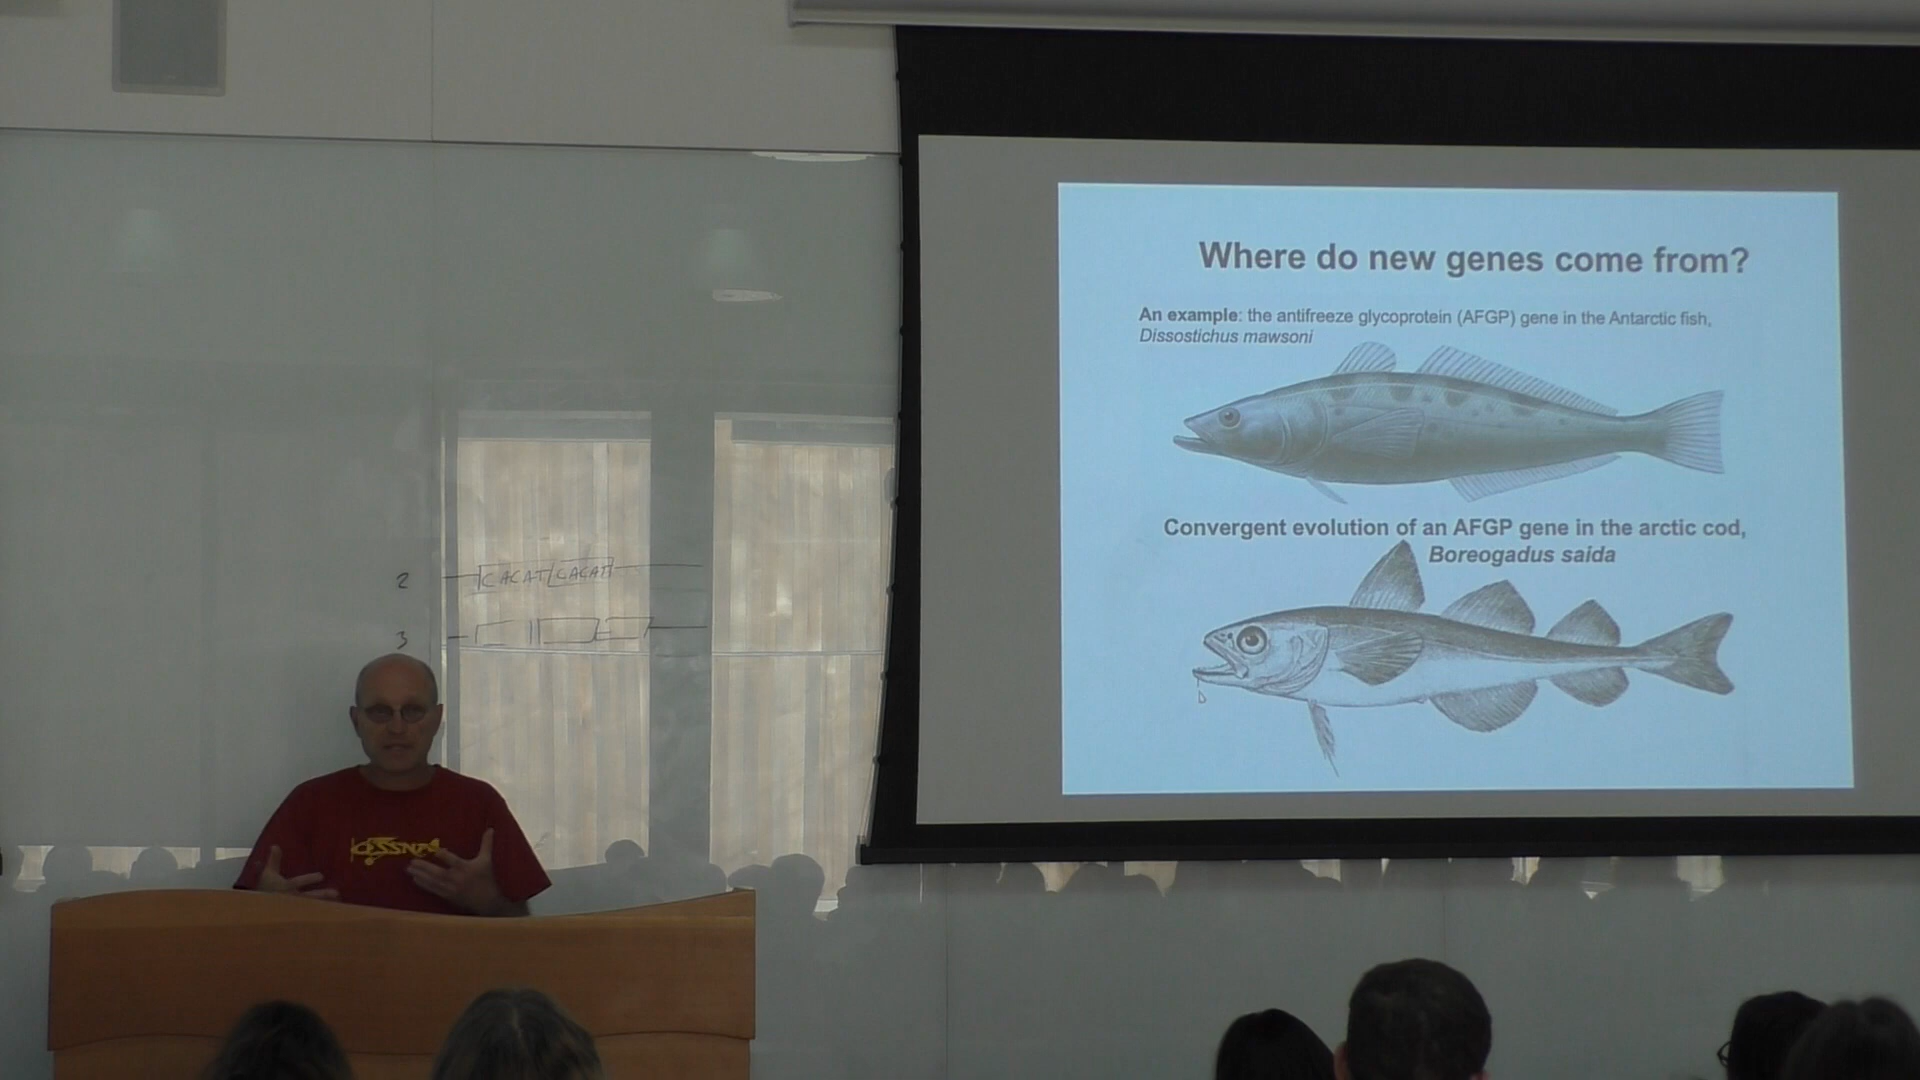 2 CACAT CACAT
3
Where do new genes come from?
An example: the antifreeze glycoprotein (AFGP) gene in the Antarctic fish,
Dissostichus mawsoni
Convergent evolution of an AFGP gene in the arctic cod,
Boreogadus saida